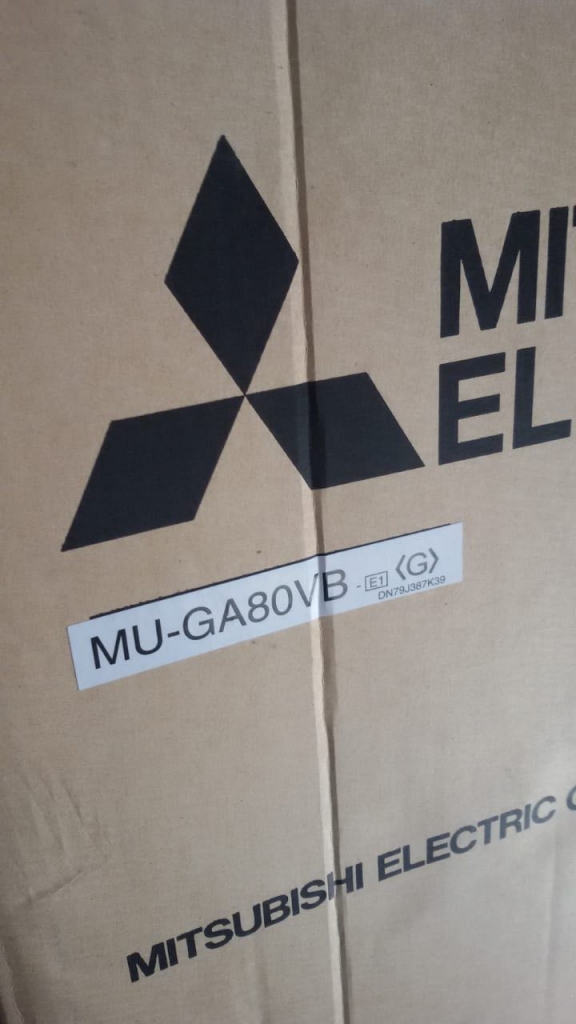 MI
EL
MU-GA80VB - E1 〈G〉
DN79J387K39
MITSUBISHI ELECTRIC